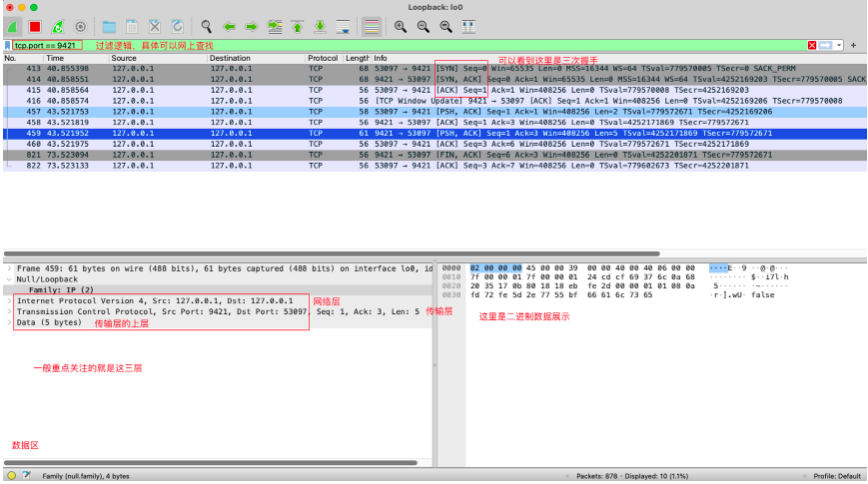 Loopback: lo0
tcp.port == 9421
过滤逻辑，具体可以网上查找
No. Time Source Destination Protocol Length Info
可以看到这里是三次握手
413 40.855398 127.0.0.1 127.0.0.1 TCP 68 53097 → 9421 [SYN] Seq=0 Win=65535 Len=0 MSS=16344 WS=64 TSval=779570005 TSecr=0 SACK_PERM
414 40.858551 127.0.0.1 127.0.0.1 TCP 68 9421 → 53097 [SYN, ACK] Seq=0 Ack=1 Win=65535 Len=0 MSS=16344 WS=64 TSval=4252169203 TSecr=779570005 SACK
415 40.858564 127.0.0.1 127.0.0.1 TCP 56 53097 → 9421 [ACK] Seq=1 Ack=1 Win=408256 Len=0 TSval=779570008 TSecr=4252169203
416 40.858574 127.0.0.1 127.0.0.1 TCP 56 [TCP Window Update] 9421 → 53097 [ACK] Seq=1 Ack=1 Win=408256 Len=0 TSval=4252169206 TSecr=779570008
457 43.521753 127.0.0.1 127.0.0.1 TCP 58 53097 → 9421 [PSH, ACK] Seq=1 Ack=1 Win=408256 Len=2 TSval=779572671 TSecr=4252169206
458 43.521819 127.0.0.1 127.0.0.1 TCP 56 9421 → 53097 [ACK] Seq=1 Ack=3 Win=408256 Len=0 TSval=4252171869 TSecr=779572671
459 43.521952 127.0.0.1 127.0.0.1 TCP 61 9421 → 53097 [PSH, ACK] Seq=1 Ack=3 Win=408256 Len=5 TSval=4252171869 TSecr=779572671
460 43.521975 127.0.0.1 127.0.0.1 TCP 56 53097 → 9421 [ACK] Seq=3 Ack=6 Win=408256 Len=0 TSval=779572671 TSecr=4252171869
821 73.523094 127.0.0.1 127.0.0.1 TCP 56 9421 → 53097 [FIN, ACK] Seq=6 Ack=3 Win=408256 Len=0 TSval=4252201871 TSecr=779572671
822 73.523133 127.0.0.1 127.0.0.1 TCP 56 53097 → 9421 [ACK] Seq=3 Ack=7 Win=408256 Len=0 TSval=779602673 TSecr=4252201871
Frame 459: 61 bytes on wire (488 bits), 61 bytes captured (488 bits) on interface lo0, id
Null/Loopback
Family: IP (2)
Internet Protocol Version 4, Src: 127.0.0.1, Dst: 127.0.0.1 网络层
Transmission Control Protocol, Src Port: 9421, Dst Port: 53097, Seq: 1, Ack: 3, Len: 5 传输层
Data (5 bytes) 传输层的上层
一般重点关注的就是这三层
数据区
0000 02 00 00 00 45 00 00 39 00 00 40 00 40 06 00 00 ····E··9 ··@·@···
0010 7f 00 00 01 7f 00 00 01 24 cd cf 69 37 6c 0a 68 ········ $··i7l·h
0020 20 35 17 0b 80 18 18 eb fe 2d 00 00 01 01 08 0a 5······ ·-······
0030 fd 72 fe 5d 2e 77 55 bf 66 61 6c 73 65 ·r·].wU· false
这里是二进制数据展示
Family (null.family), 4 bytes
Packets: 878 · Displayed: 10 (1.1%)
Profile: Default